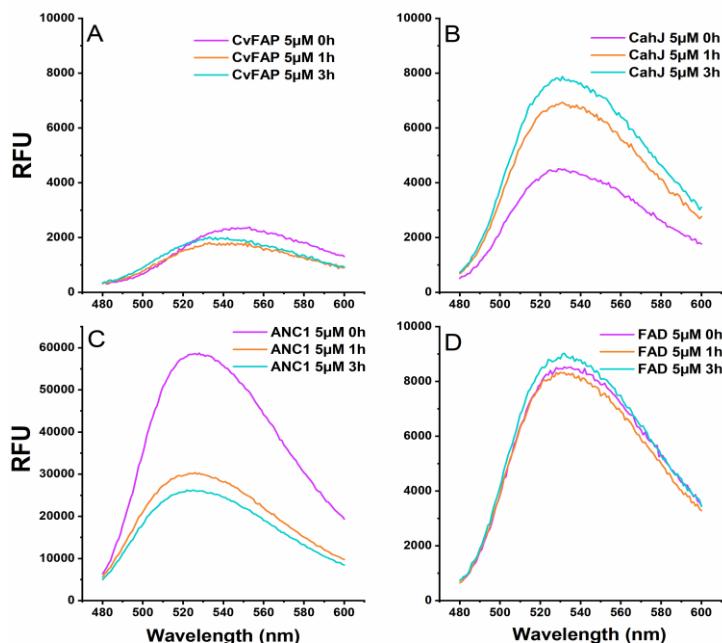 A
CvFAP 5μM 0h
CvFAP 5μM 1h
CvFAP 5μM 3h
10000
8000
6000
4000
2000
0
480 500 520 540 560 580 600
RFU
B
CahJ 5μM 0h
CahJ 5μM 1h
CahJ 5μM 3h
10000
8000
6000
4000
2000
0
480 500 520 540 560 580 600
C
ANC1 5μM 0h
ANC1 5μM 1h
ANC1 5μM 3h
60000
50000
40000
30000
20000
10000
0
480 500 520 540 560 580 600
RFU
Wavelength (nm)
D
FAD 5μM 0h
FAD 5μM 1h
FAD 5μM 3h
10000
8000
6000
4000
2000
0
480 500 520 540 560 580 600
Wavelength (nm)